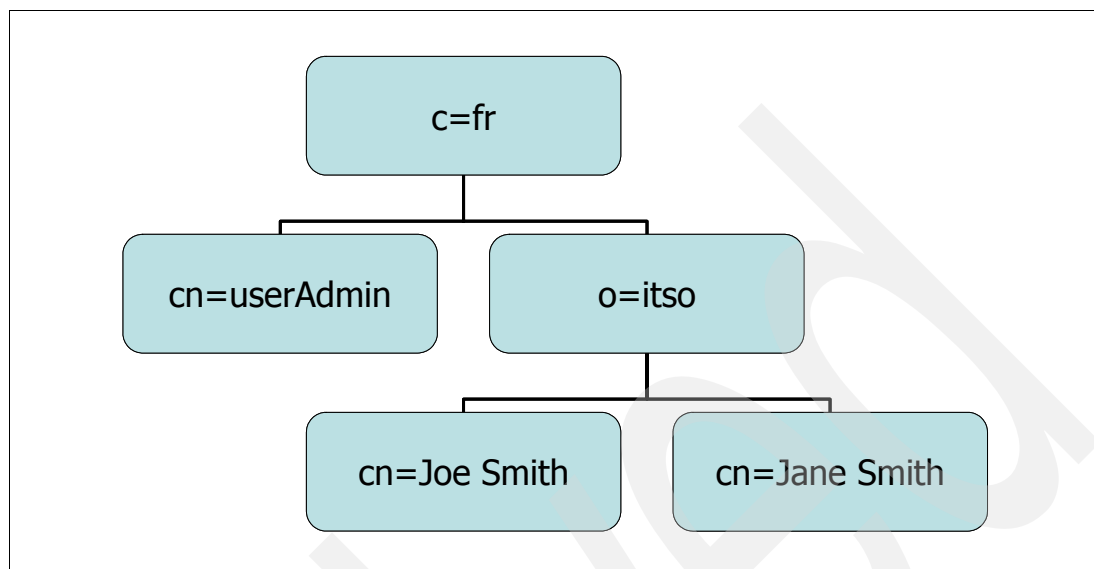 c=fr
cn=userAdmin
o=itso
cn=Joe Smith
cn=Jane Smith